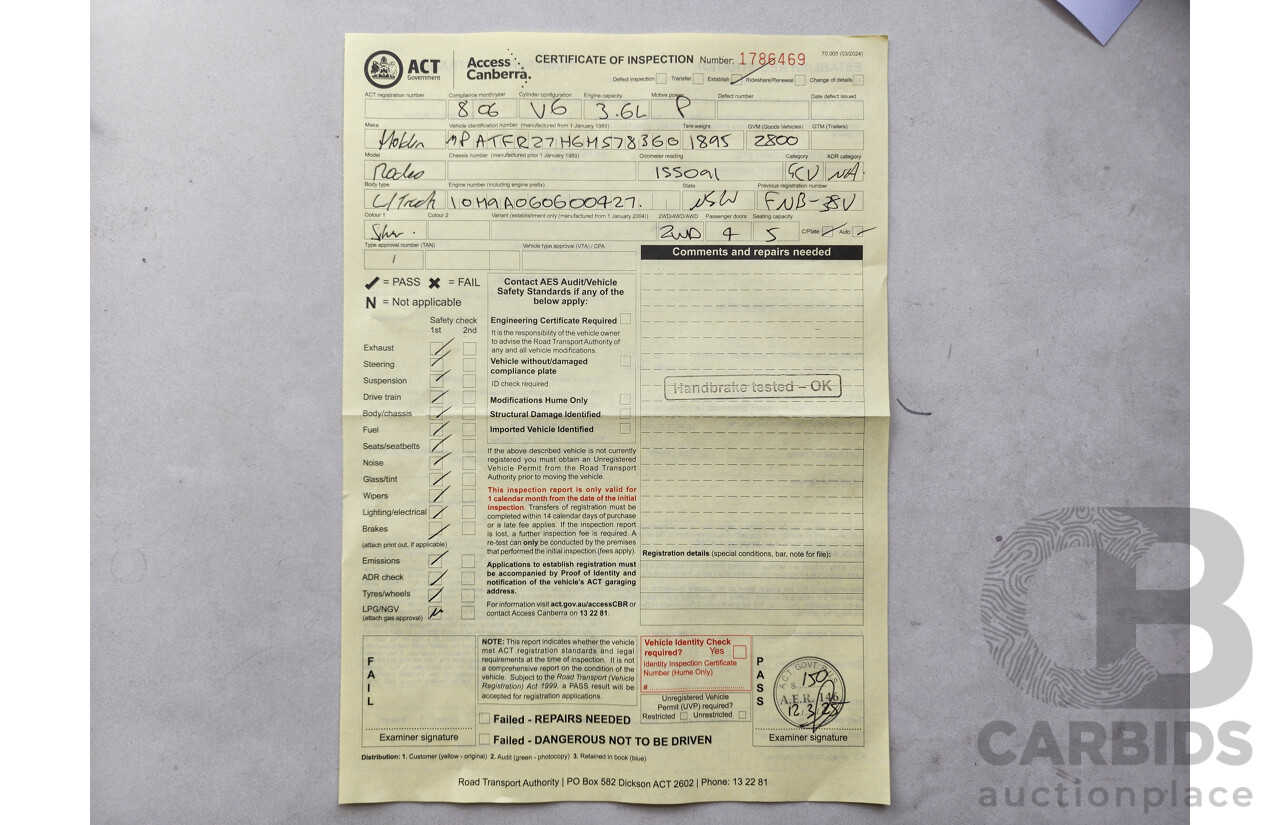 ACT Government
Access Canberra.
CERTIFICATE OF INSPECTION Number: 1786469
70.005 (03/2024)
Defect inspection Transfer Establish Rideshare/Renewal Change of details
ACT registration number Compliance month/year Cylinder configuration Engine capacity Motive power Defect number Date defect issued
8 06 V6 3.6L P
Make Vehicle identification number (manufactured from 1 January 1989) Tare weight GVM (Goods Vehicles) GTM (Trailers)
Holden MPATFR27H6H578360 1895 2800
Model Chassis number (manufactured prior 1 January 1989) Odometer reading Category ADR category
Rodeo 155091 GCV NA
Body type Engine number (including engine prefix) State Previous registration number
10H9A060600427. NSW FNB-38V
Colour 1 Colour 2 Variant (establishment only (manufactured from 1 January 2004)) 2WD/4WD/AWD Passenger doors Seating capacity
2WD 4 5 C/Plate Auto
Type approval number (TAN) Vehicle type approval (VTA) / CPA
Comments and repairs needed
= PASS = FAIL
N = Not applicable
Safety check
1st 2nd
Exhaust
Steering
Suspension
Drive train
Body/chassis
Fuel
Seats/seatbelts
Noise
Glass/tint
Wipers
Lighting/electrical
Brakes
(attach print out, if applicable)
Emissions
ADR check
Tyres/wheels
LPG/NGV
(attach gas approval)
N
Contact AES Audit/Vehicle
Safety Standards if any of the
below apply:
Engineering Certificate Required
It is the responsibility of the vehicle owner
to advise the Road Transport Authority of
any and all vehicle modifications.
Vehicle without/damaged
compliance plate
ID check required.
Modifications Hume Only
Structural Damage Identified
Imported Vehicle Identified
If the above described vehicle is not currently
registered you must obtain an Unregistered
Vehicle Permit from the Road Transport
Authority prior to moving the vehicle.
This inspection report is only valid for
1 calendar month from the date of the initial
inspection. Transfers of registration must be
completed within 14 calendar days of purchase
or a late fee applies. If the inspection report
is lost, a further inspection fee is required. A
re-test can only be conducted by the premises
that performed the initial inspection (fees apply).
Applications to establish registration must
be accompanied by Proof of Identity and
notification of the vehicle's ACT garaging
address.
For information visit act.gov.au/accessCBR or
contact Access Canberra on 13 22 81.
Handbrake tested – OK
Registration details (special conditions, bar, note for file):
FAIL
Examiner signature
NOTE: This report indicates whether the vehicle
met ACT registration standards and legal
requirements at the time of inspection. It is not
a comprehensive report on the condition of the
vehicle. Subject to the Road Transport (Vehicle
Registration) Act 1999, a PASS result will be
accepted for registration applications.
Failed - REPAIRS NEEDED
Failed - DANGEROUS NOT TO BE DRIVEN
Vehicle Identity Check
required? Yes
Identity Inspection Certificate
Number (Hume Only)
#
Unregistered Vehicle
Permit (UVP) required?
Restricted Unrestricted
PASS
A.C.T. GOVT.
150
A.E.R. 146
12.3/25
Examiner signature
Distribution: 1. Customer (yellow - original) 2. Audit (green - photocopy) 3. Retained in book (blue)
Road Transport Authority | PO Box 582 Dickson ACT 2602 | Phone: 13 22 81
CB
CARBIDS
auctionplace